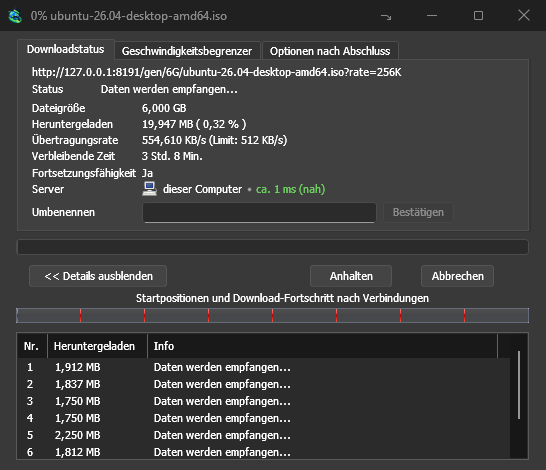 0% ubuntu-26.04-desktop-amd64.iso
Downloadstatus Geschwindigkeitsbegrenzer Optionen nach Abschluss
http://127.0.0.1:8191/gen/6G/ubuntu-26.04-desktop-amd64.iso?rate=256K
Status Daten werden empfangen...
Dateigröße 6,000 GB
Heruntergeladen 19,947 MB ( 0,32 % )
Übertragungsrate 554,610 KB/s (Limit: 512 KB/s)
Verbleibende Zeit 3 Std. 8 Min.
Fortsetzungsfähigkeit Ja
Server dieser Computer • ca. 1 ms (nah)
Umbenennen Bestätigen
<< Details ausblenden Anhalten Abbrechen
Startpositionen und Download-Fortschritt nach Verbindungen
Nr. Heruntergeladen Info
1 1,912 MB Daten werden empfangen...
2 1,837 MB Daten werden empfangen...
3 1,750 MB Daten werden empfangen...
4 1,750 MB Daten werden empfangen...
5 2,250 MB Daten werden empfangen...
6 1,812 MB Daten werden empfangen...